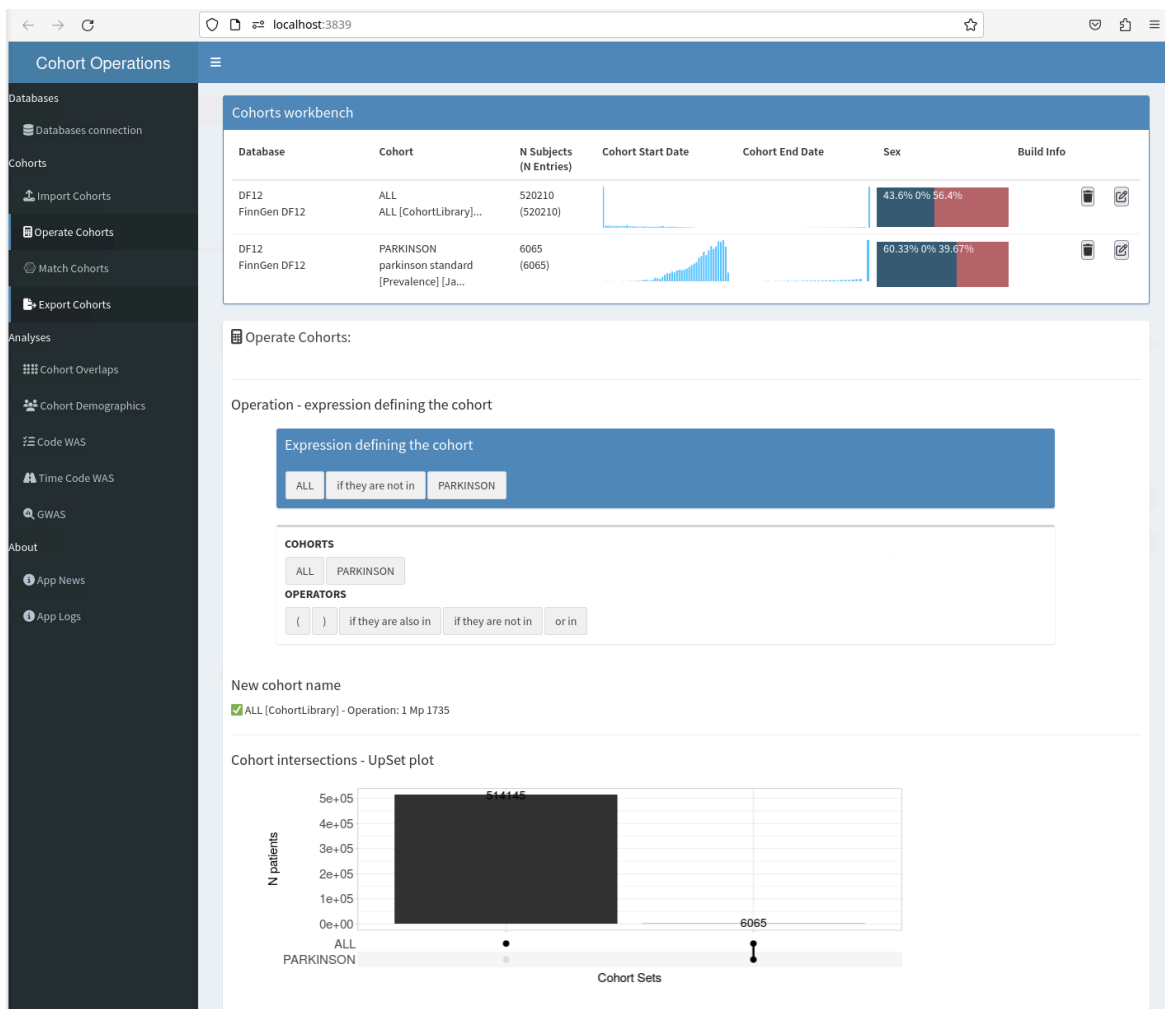 localhost:3839
Cohort Operations
Databases
Databases connection
Cohorts
Import Cohorts
Operate Cohorts
Match Cohorts
Export Cohorts
Analyses
Cohort Overlaps
Cohort Demographics
Code WAS
Time Code WAS
GWAS
About
App News
App Logs
Cohorts workbench
Database Cohort N Subjects Cohort Start Date Cohort End Date Sex Build Info
(N Entries)
DF12 ALL 520210 43.6% 0% 56.4%
FinnGen DF12 ALL [CohortLibrary]... (520210)
DF12 PARKINSON 6065 60.33% 0% 39.67%
FinnGen DF12 parkinson standard (6065)
[Prevalence] [Ja...
Operate Cohorts:
Operation - expression defining the cohort
Expression defining the cohort
ALL if they are not in PARKINSON
COHORTS
ALL PARKINSON
OPERATORS
( ) if they are also in if they are not in or in
New cohort name
ALL [CohortLibrary] - Operation: 1 Mp 1735
Cohort intersections - UpSet plot
514145
5e+05
4e+05
3e+05
2e+05
1e+05
0e+00
N patients
6065
ALL
PARKINSON
Cohort Sets